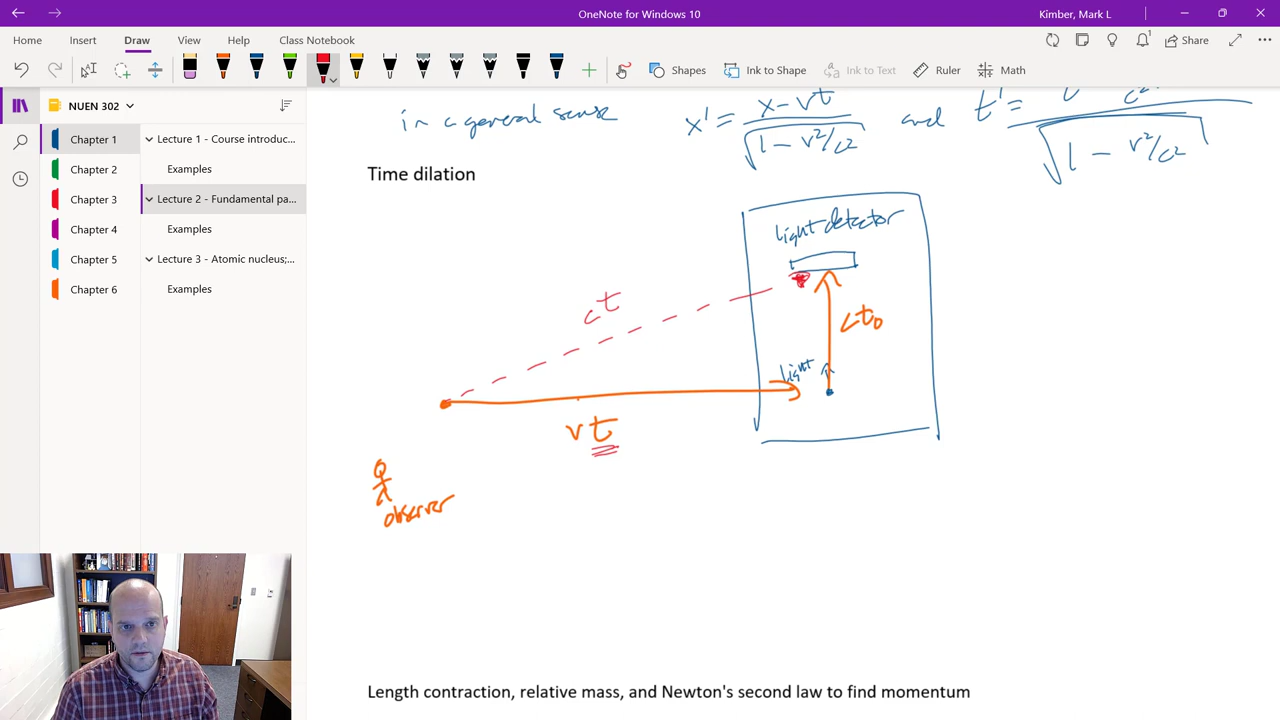 OneNote for Windows 10
Kimber, Mark L
Home Insert Draw View Help Class Notebook
Share
Shapes
Ink to Shape
Ink to Text
Ruler
Math
NUEN 302
Chapter 1
Chapter 2
Chapter 3
Chapter 4
Chapter 5
Chapter 6
Lecture 1 - Course introduc...
Examples
Lecture 2 - Fundamental pa...
Examples
Lecture 3 - Atomic nucleus;...
Examples
in a general sense
x' = x - vt / √1 - v²/c²
and
t' = / √1 - v²/c²
Time dilation
light detector
ct
ct₀
light
vt
observer
Length contraction, relative mass, and Newton's second law to find momentum